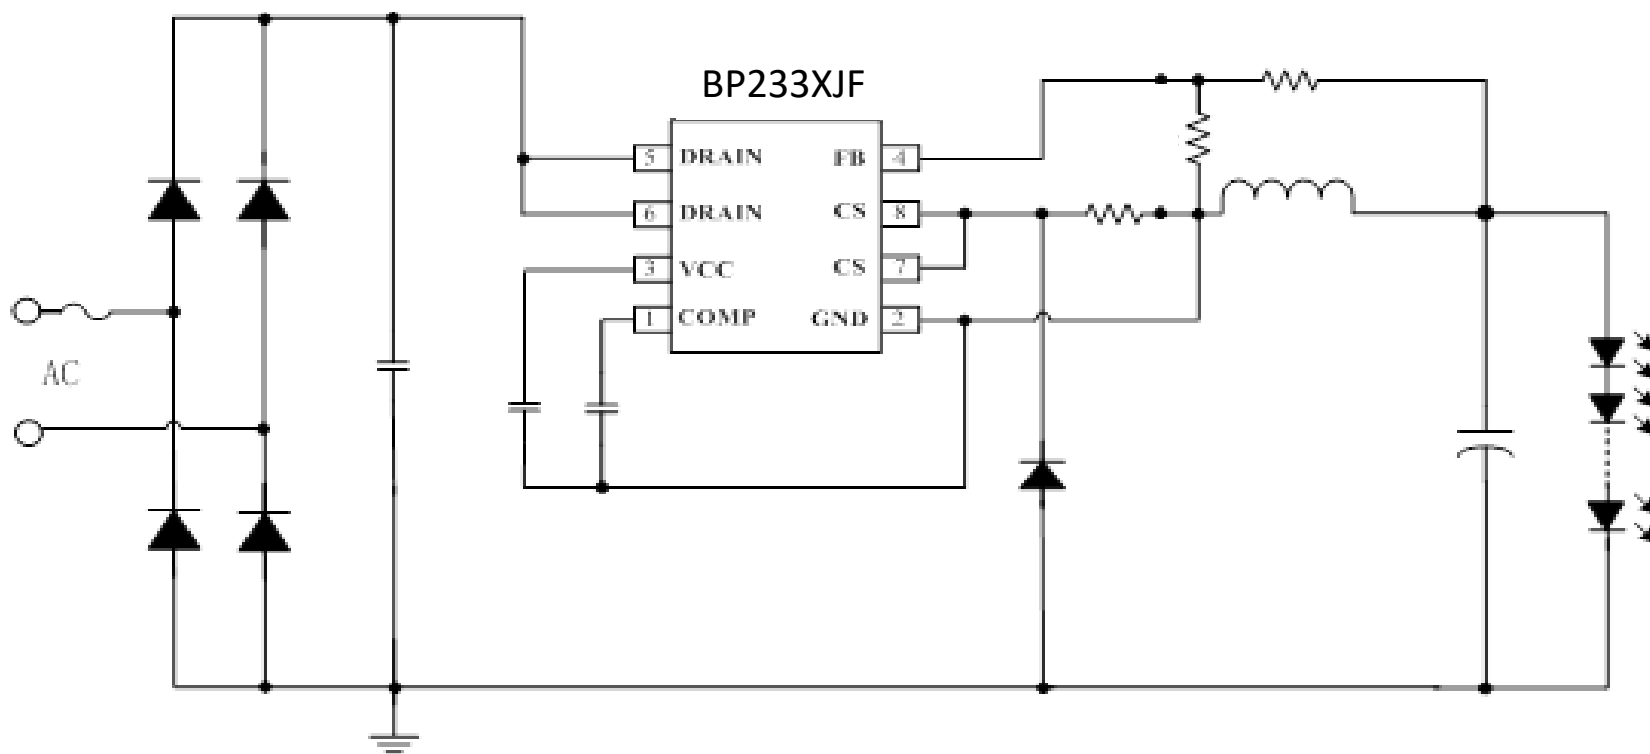 BP233XJF
5 DRAIN FB 4
6 DRAIN CS 8
3 VCC CS 7
1 COMP GND 2
AC